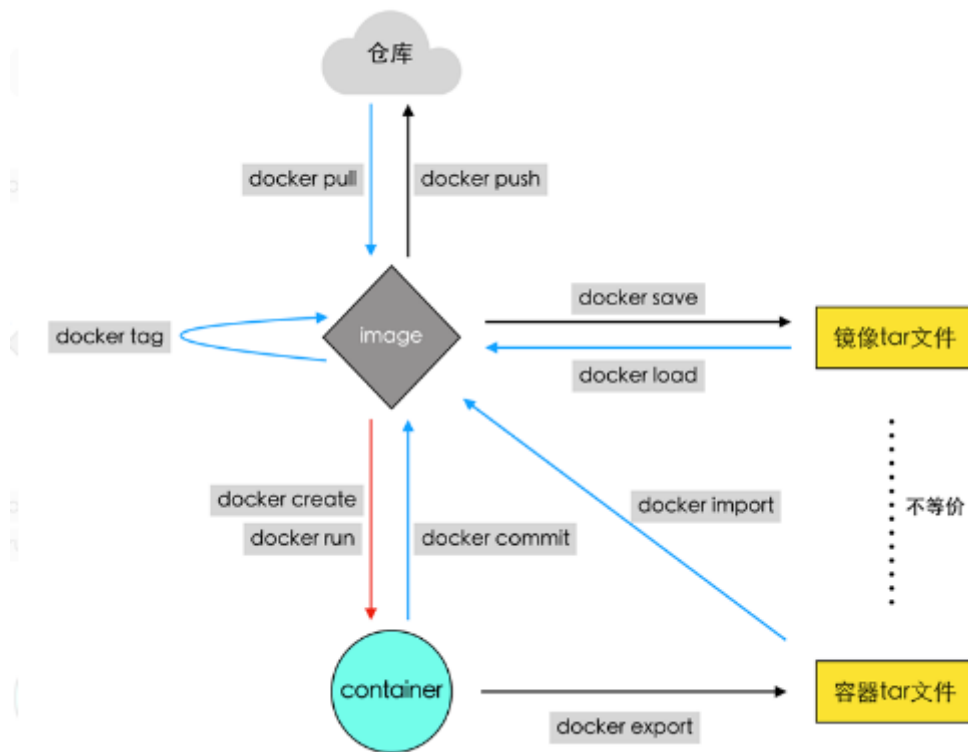 仓库
docker pull
docker push
docker tag
image
docker save
镜像tar文件
docker load
docker create
docker run
docker commit
docker import
不等价
container
容器tar文件
docker export